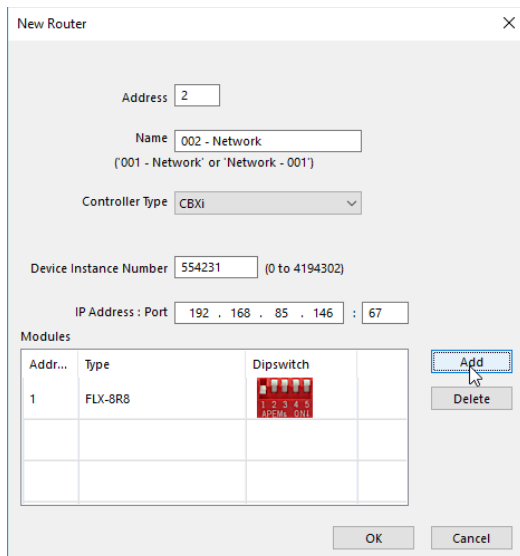 New Router
Address 2
Name 002 - Network
('001 - Network' or 'Network - 001')
Controller Type CBXi
Device Instance Number 554231 (0 to 4194302)
IP Address : Port 192 . 168 . 85 . 146 : 67
Modules
Addr... Type Dipswitch
Add
1 FLX-8R8
1 2 3 4 5
APEMs ON↓
Delete
OK Cancel